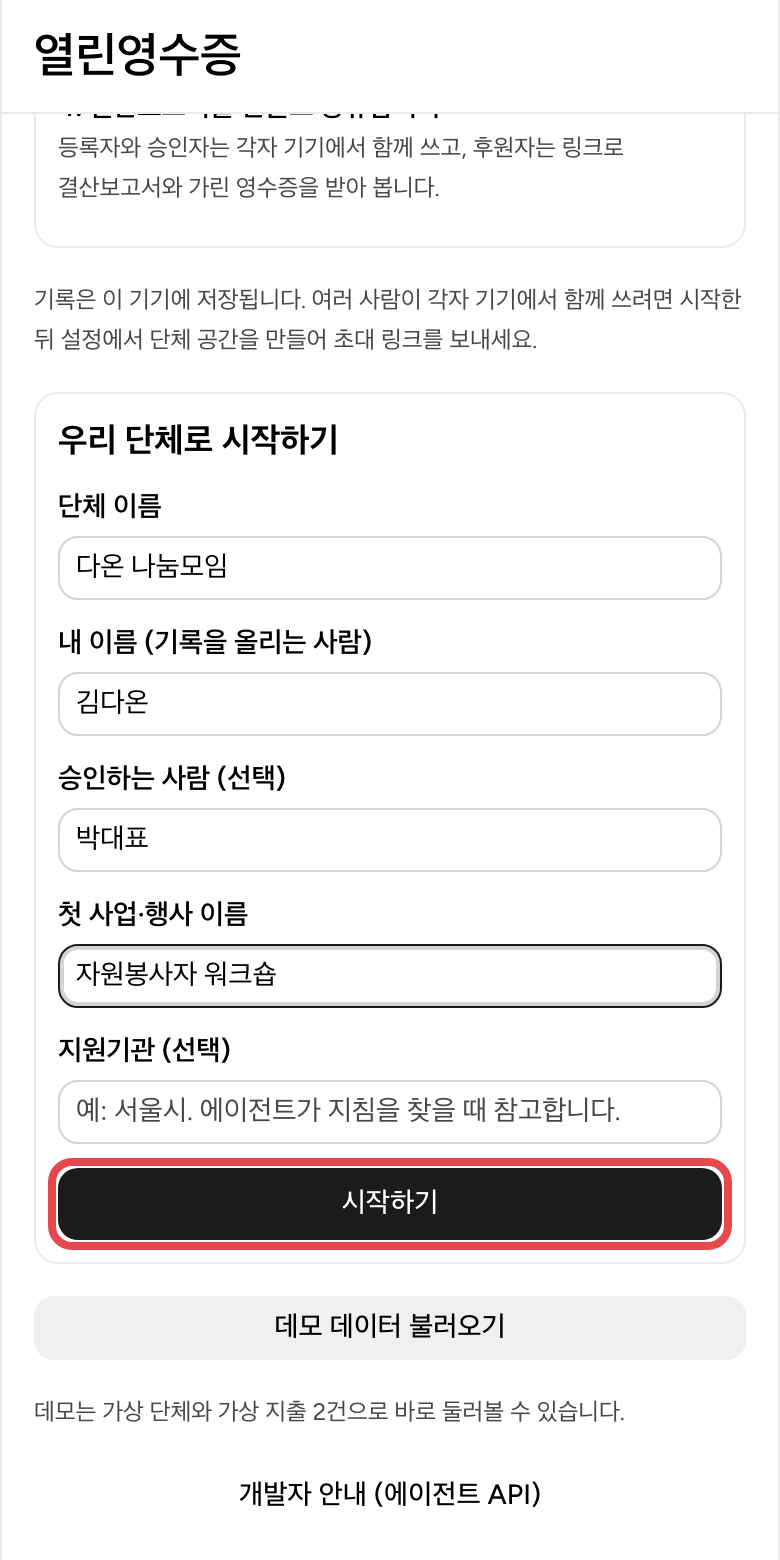 열린영수증
등록자와 승인자는 각자 기기에서 함께 쓰고, 후원자는 링크로
결산보고서와 가린 영수증을 받아 봅니다.
기록은 이 기기에 저장됩니다. 여러 사람이 각자 기기에서 함께 쓰려면 시작한
뒤 설정에서 단체 공간을 만들어 초대 링크를 보내세요.
우리 단체로 시작하기
단체 이름
다온 나눔모임
내 이름 (기록을 올리는 사람)
김다온
승인하는 사람 (선택)
박대표
첫 사업·행사 이름
자원봉사자 워크숍
지원기관 (선택)
예: 서울시. 에이전트가 지침을 찾을 때 참고합니다.
시작하기
데모 데이터 불러오기
데모는 가상 단체와 가상 지출 2건으로 바로 둘러볼 수 있습니다.
개발자 안내 (에이전트 API)